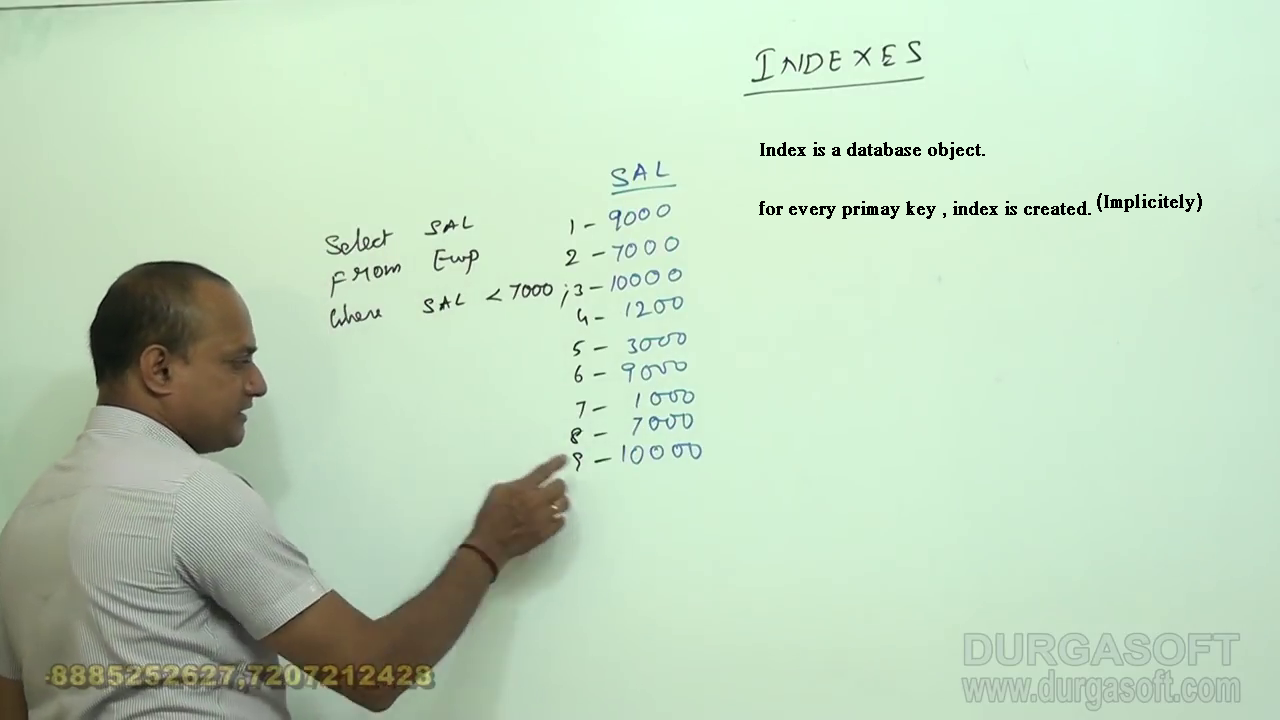 INDEXES
Index is a database object.
for every primay key , index is created. (Implicitely)
SAL
Select SAL
From Emp
Where SAL <7000 ;
1 - 9000
2 - 7000
3 - 10000
4 - 1200
5 - 3000
6 - 9000
7 - 1000
8 - 7000
9 - 10000
-8885252627,7207212428
DURGASOFT
www.durgasoft.com